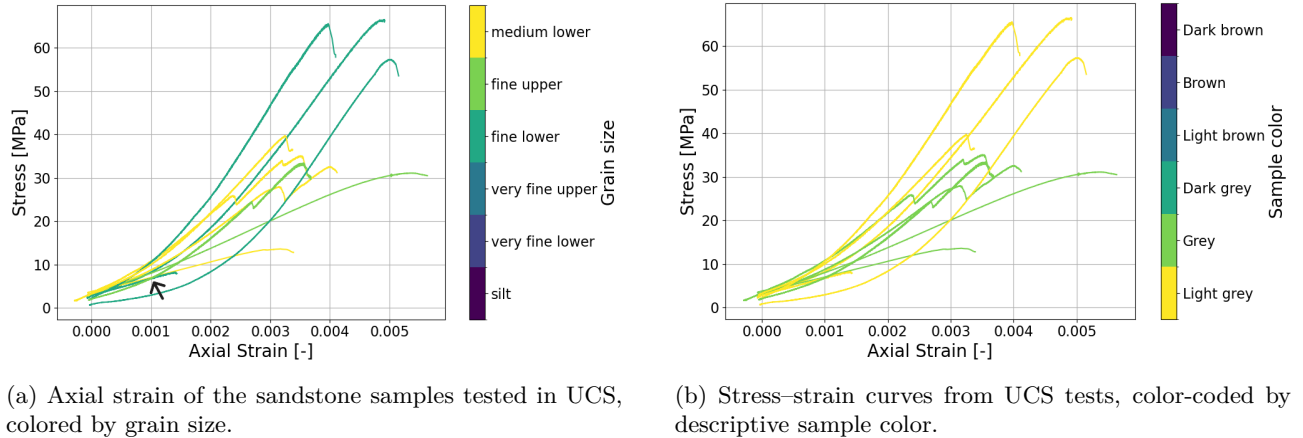 60
50
40
30
20
10
0
Stress [MPa]
0.000 0.001 0.002 0.003 0.004 0.005
Axial Strain [-]
medium lower
fine upper
fine lower
very fine upper
very fine lower
silt
Grain size
(a) Axial strain of the sandstone samples tested in UCS,
colored by grain size.
60
50
40
30
20
10
0
Stress [MPa]
0.000 0.001 0.002 0.003 0.004 0.005
Axial Strain [-]
Dark brown
Brown
Light brown
Dark grey
Grey
Light grey
Sample color
(b) Stress–strain curves from UCS tests, color-coded by
descriptive sample color.